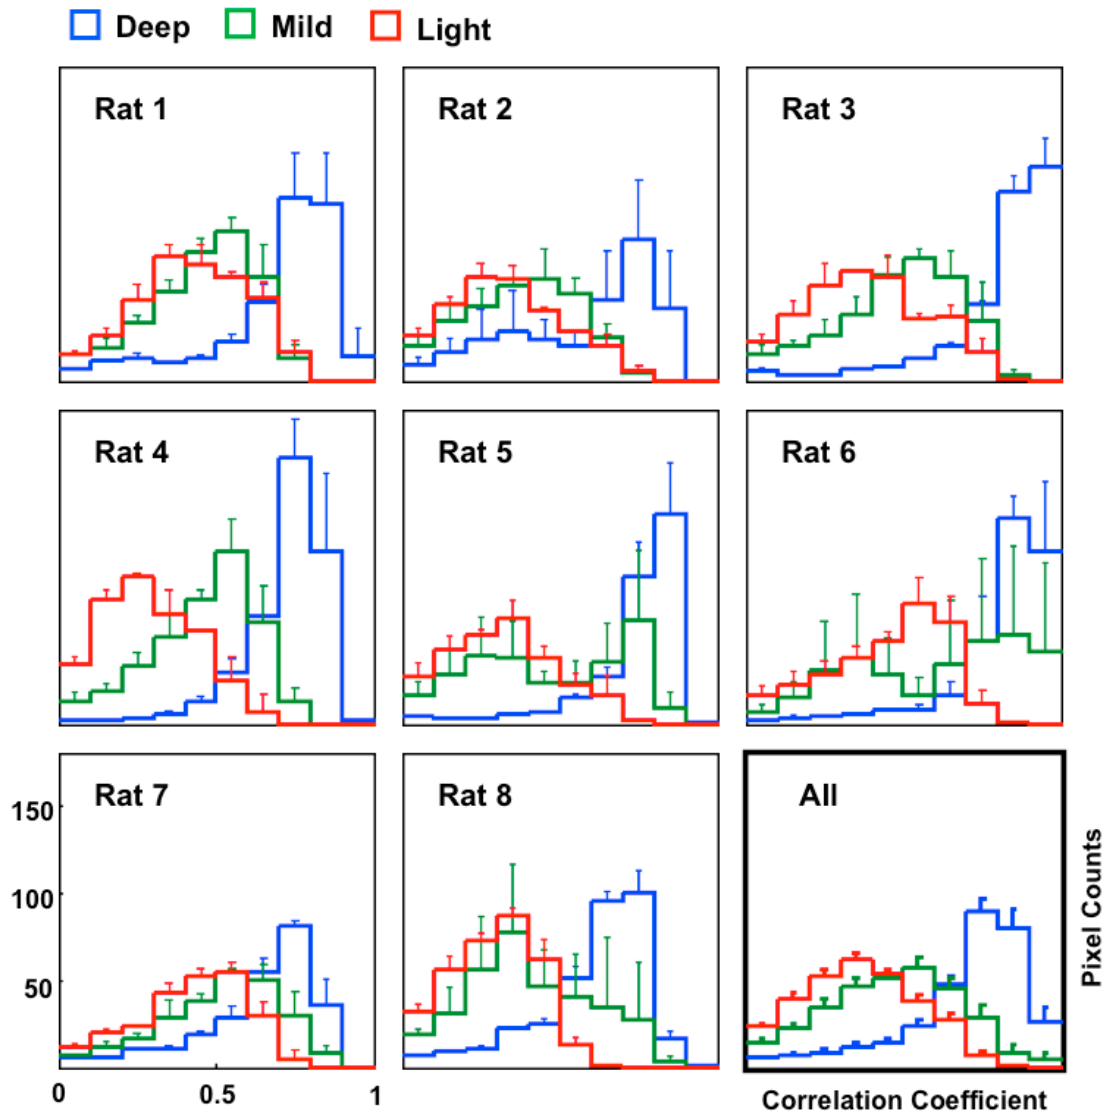 Deep Mild Light
Rat 1 Rat 2 Rat 3
Rat 4 Rat 5 Rat 6
Rat 7 Rat 8 All
150
100
50
0 0.5 1
Pixel Counts
Correlation Coefficient